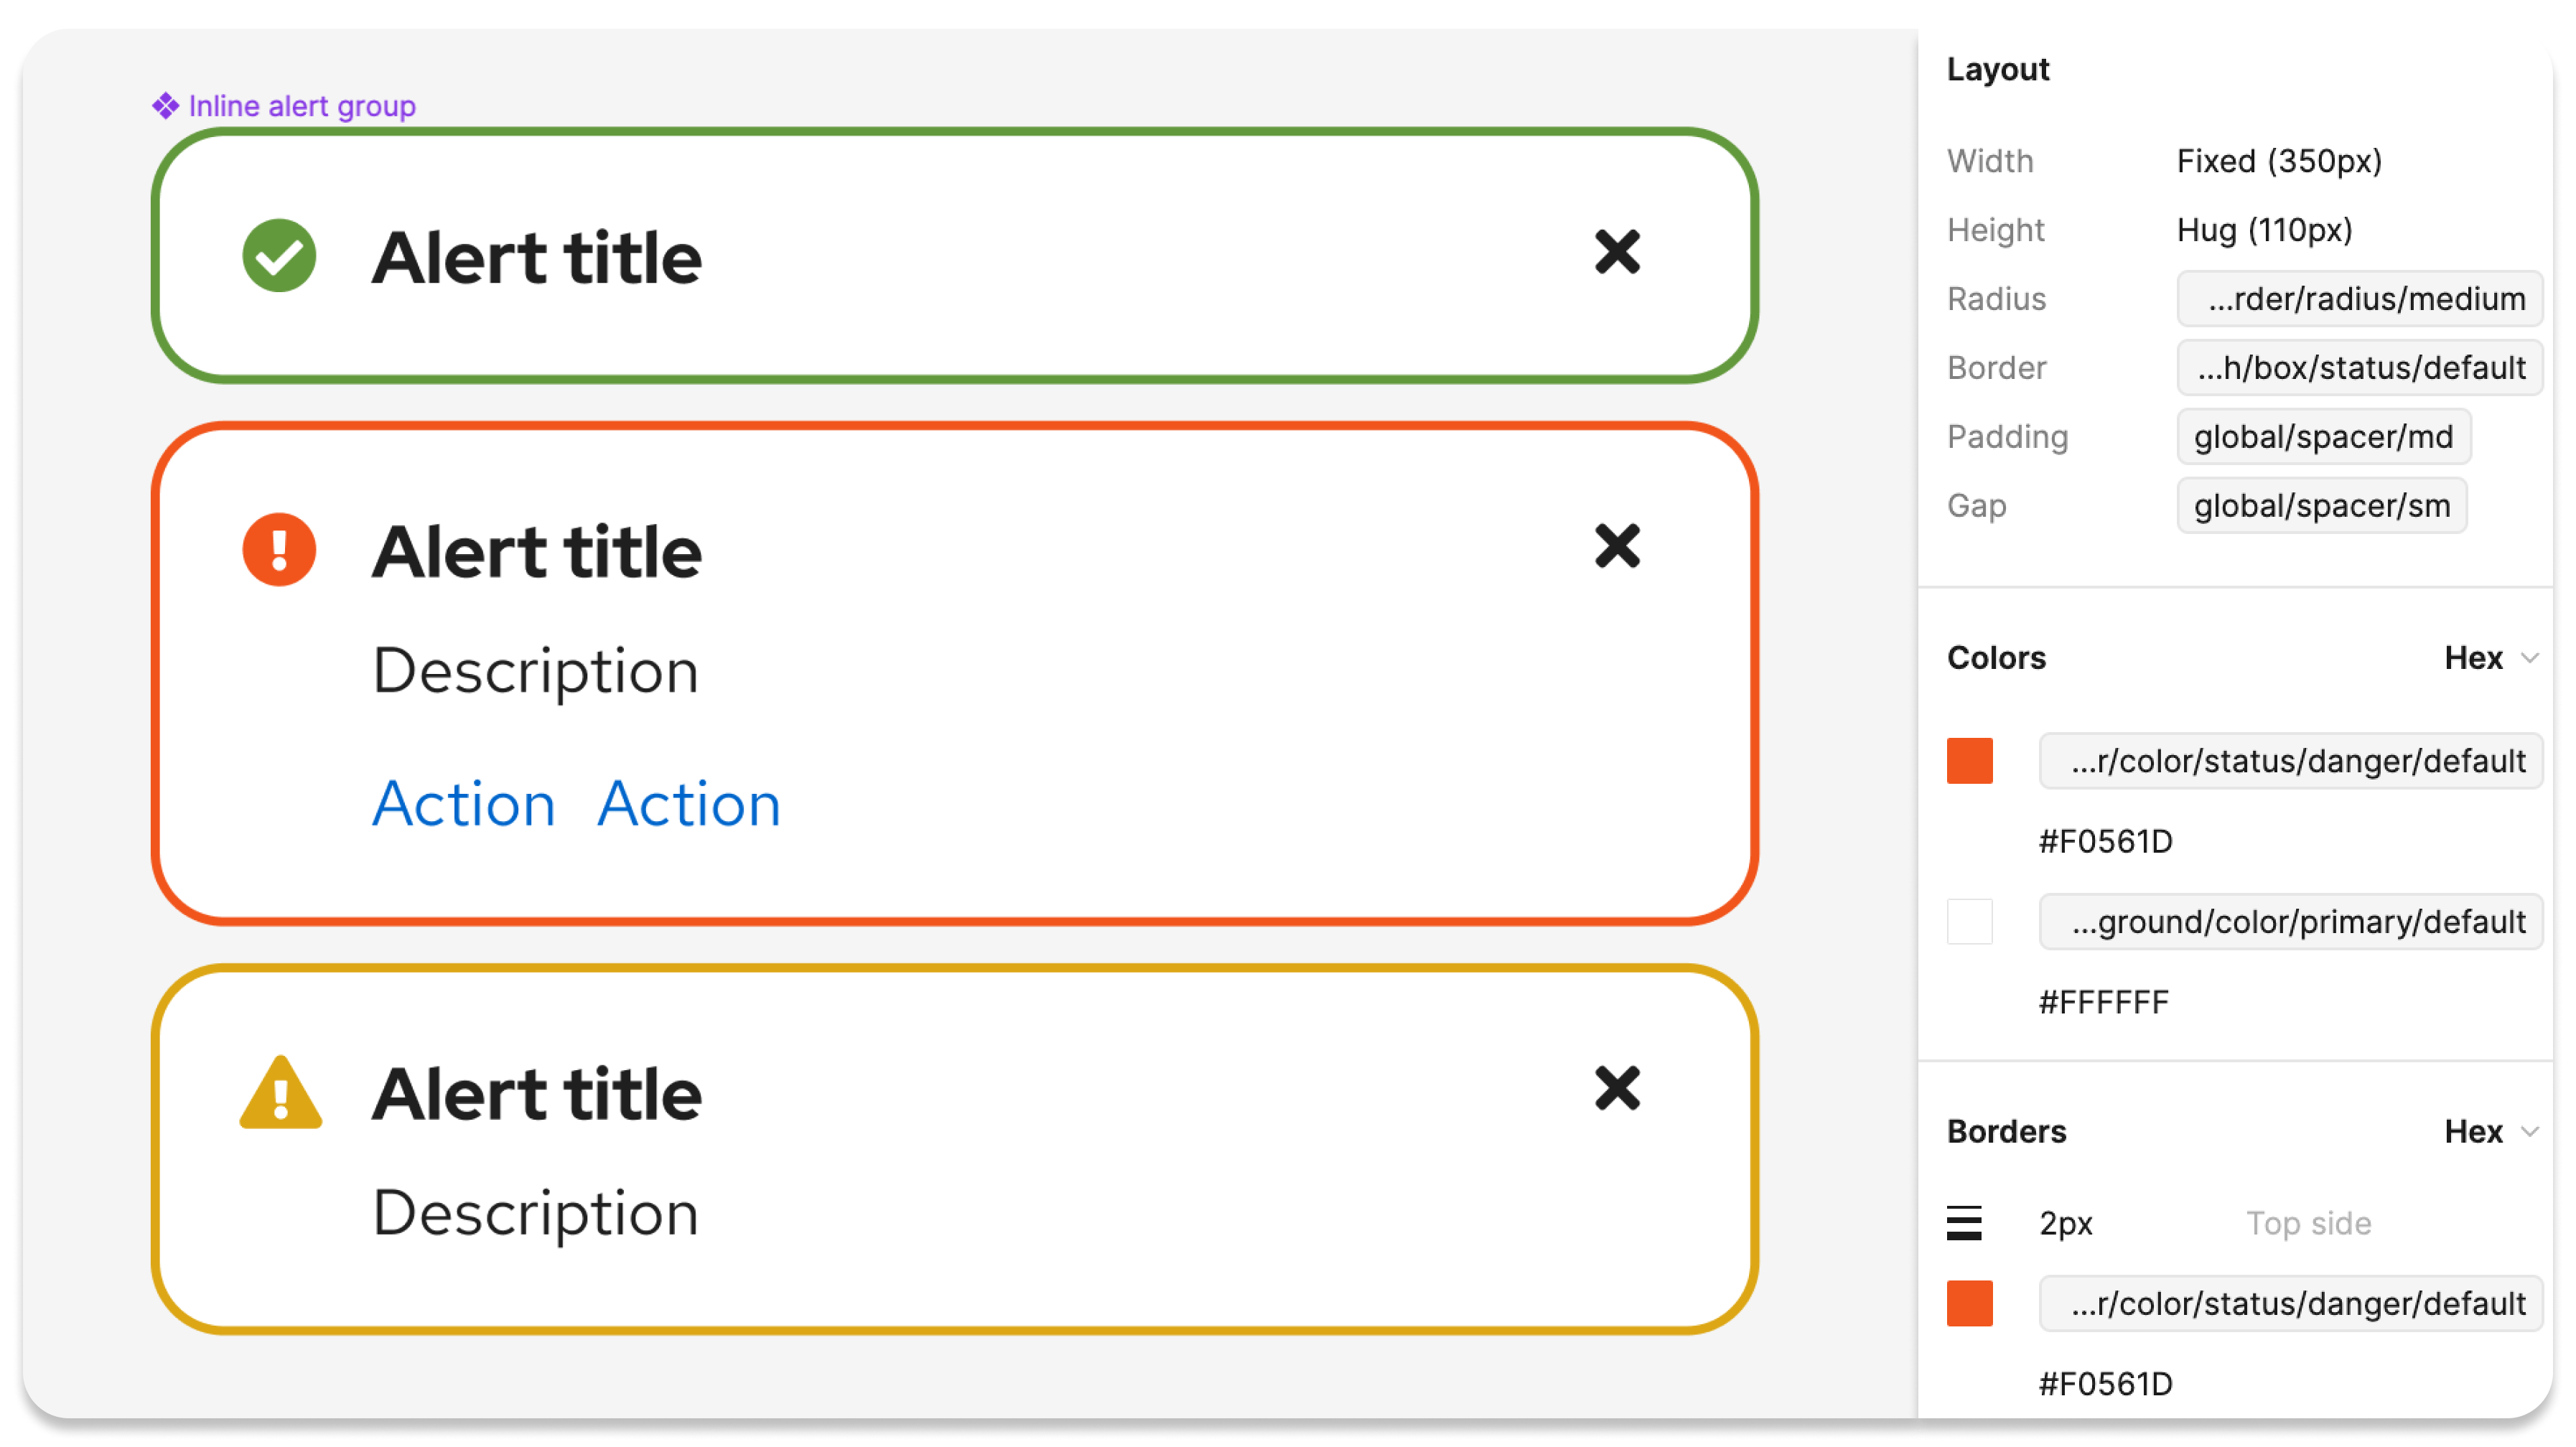 Inline alert group
Alert title
Alert title
Description
Action Action
Alert title
Description
Layout
Width Fixed (350px)
Height Hug (110px)
Radius ...rder/radius/medium
Border ...h/box/status/default
Padding global/spacer/md
Gap global/spacer/sm
Colors Hex
...r/color/status/danger/default
#F0561D
...ground/color/primary/default
#FFFFFF
Borders Hex
2px Top side
...r/color/status/danger/default
#F0561D